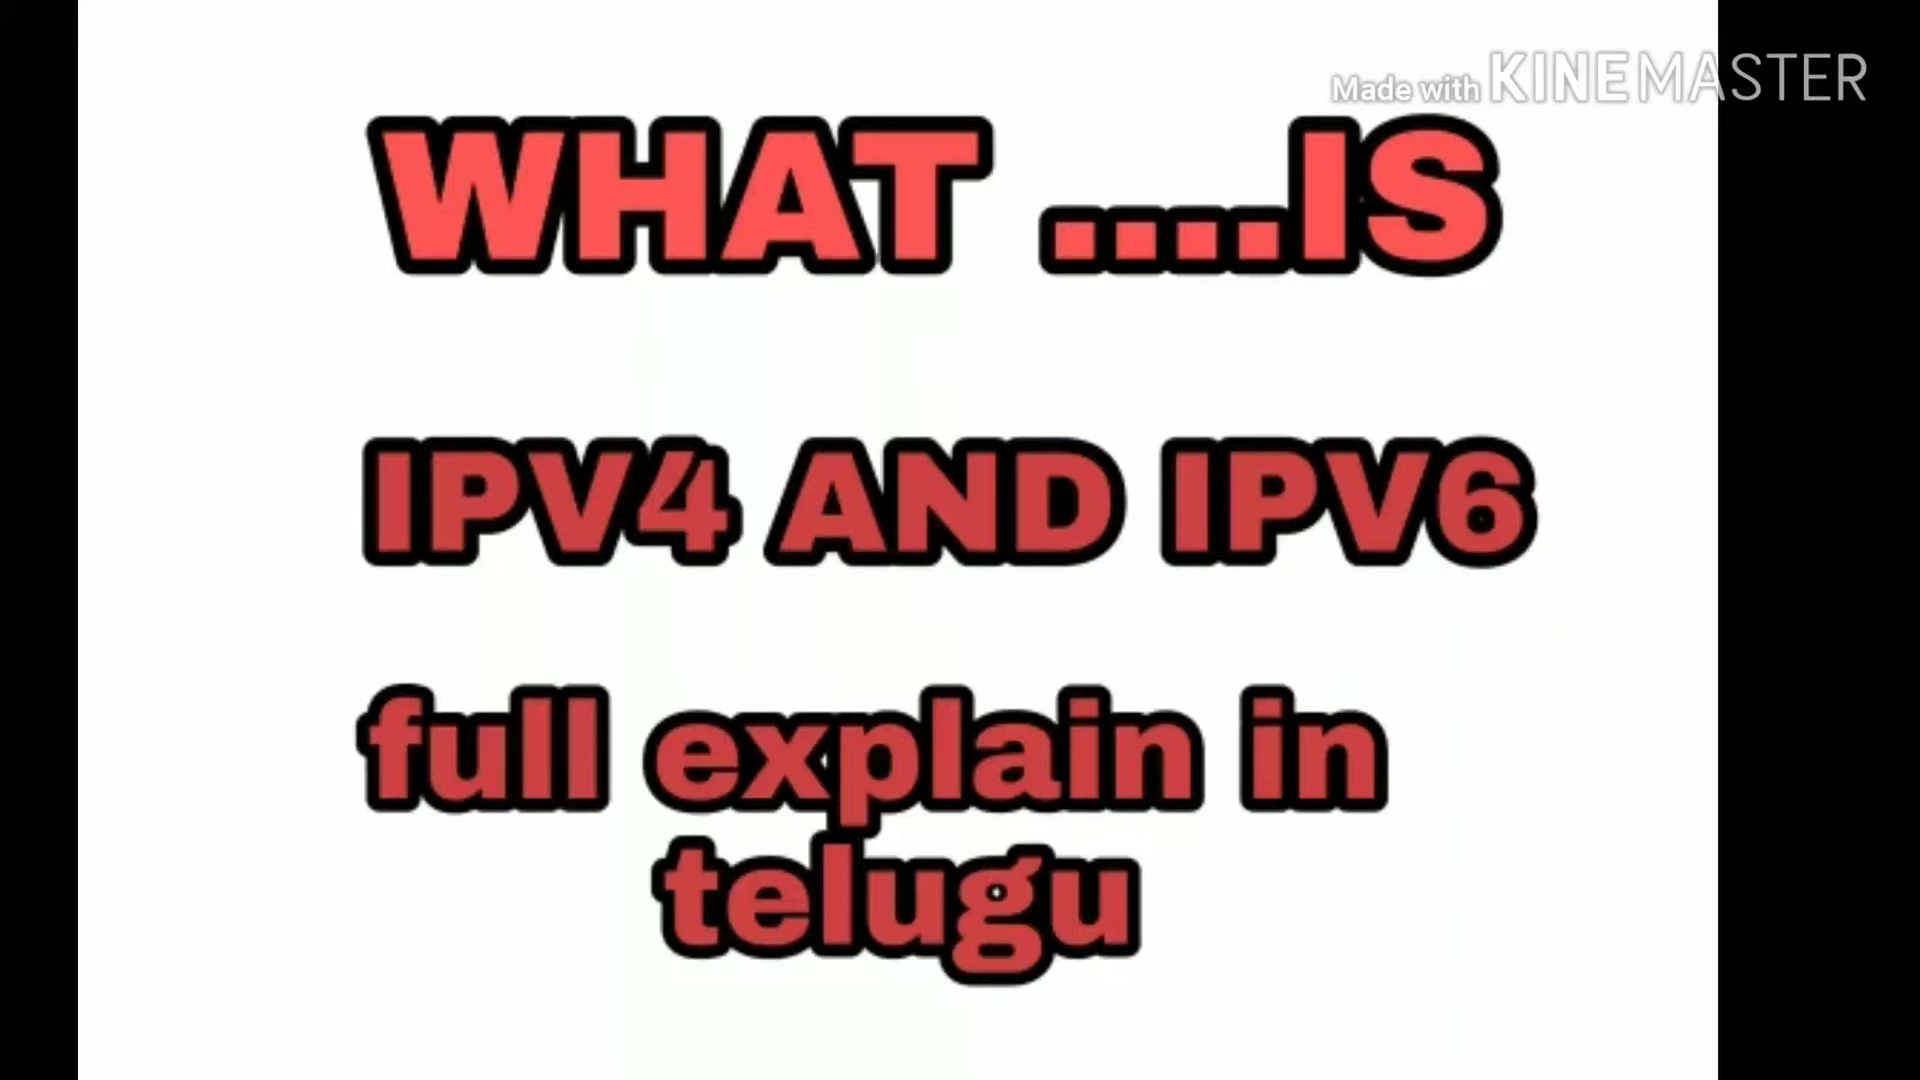 Made with KINEMASTER
WHAT ....IS
IPV4 AND IPV6
full explain in
telugu